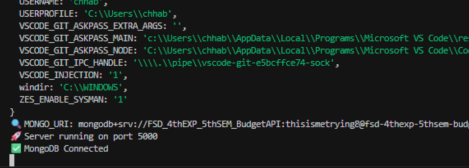 USERNAME: 'chhab',
USERPROFILE: 'C:\\Users\\chhab',
VSCODE_GIT_ASKPASS_EXTRA_ARGS: '',
VSCODE_GIT_ASKPASS_MAIN: 'c:\\Users\\chhab\\AppData\\Local\\Programs\\Microsoft VS Code\\re
VSCODE_GIT_ASKPASS_NODE: 'C:\\Users\\chhab\\AppData\\Local\\Programs\\Microsoft VS Code\\Co
VSCODE_GIT_IPC_HANDLE: '\\\\.\\pipe\\vscode-git-e5bcffce74-sock',
VSCODE_INJECTION: '1',
windir: 'C:\\WINDOWS',
ZES_ENABLE_SYSMAN: '1'
}
🔍 MONGO_URI: mongodb+srv://FSD_4thEXP_5thSEM_BudgetAPI:thisismetrying8@fsd-4thexp-5thsem-bud
🚀 Server running on port 5000
✅ MongoDB Connected